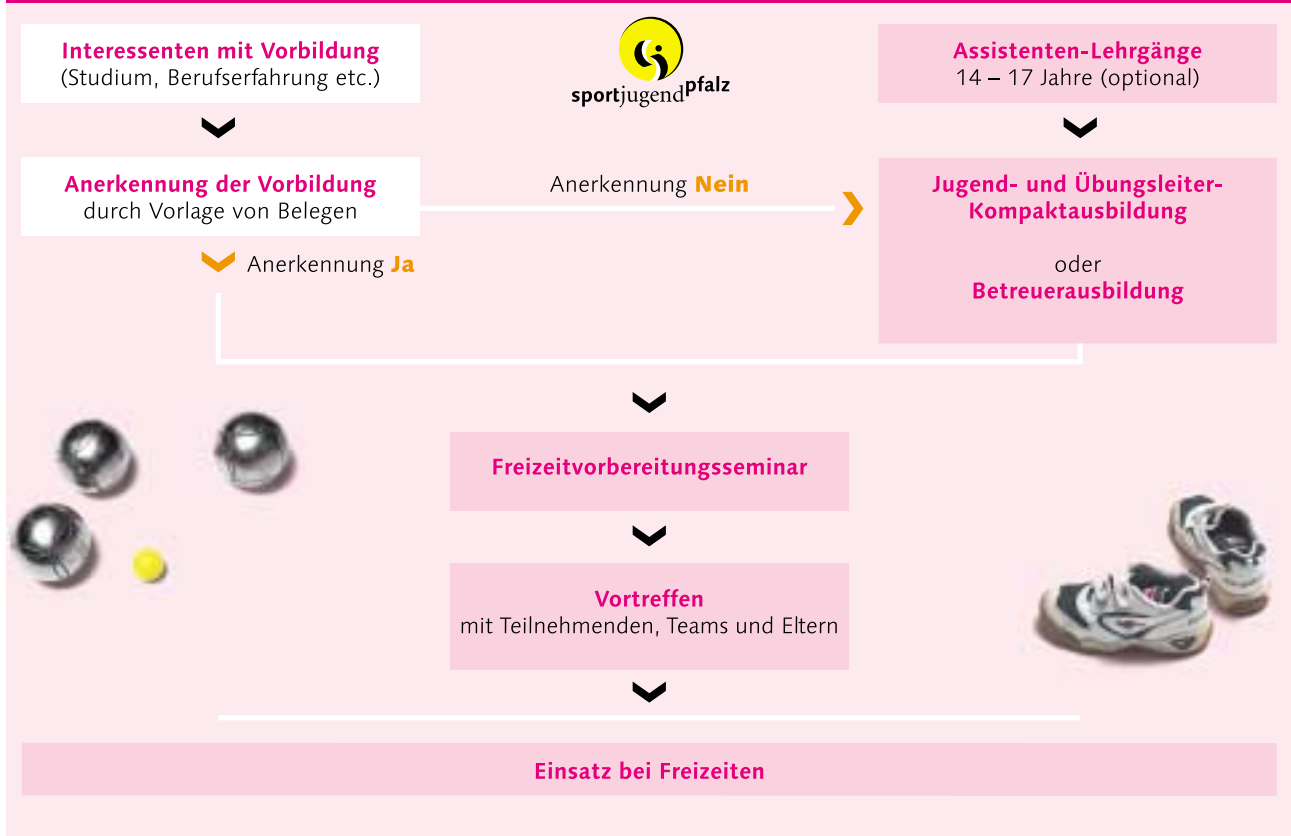 Interessenten mit Vorbildung
(Studium, Berufserfahrung etc.)
sportjugendpfalz
Assistenten-Lehrgänge
14 – 17 Jahre (optional)
Anerkennung der Vorbildung
durch Vorlage von Belegen
Anerkennung Nein
Jugend- und Übungsleiter-
Kompaktausbildung
oder
Betreuerausbildung
Anerkennung Ja
Freizeitvorbereitungsseminar
Vortreffen
mit Teilnehmenden, Teams und Eltern
Einsatz bei Freizeiten